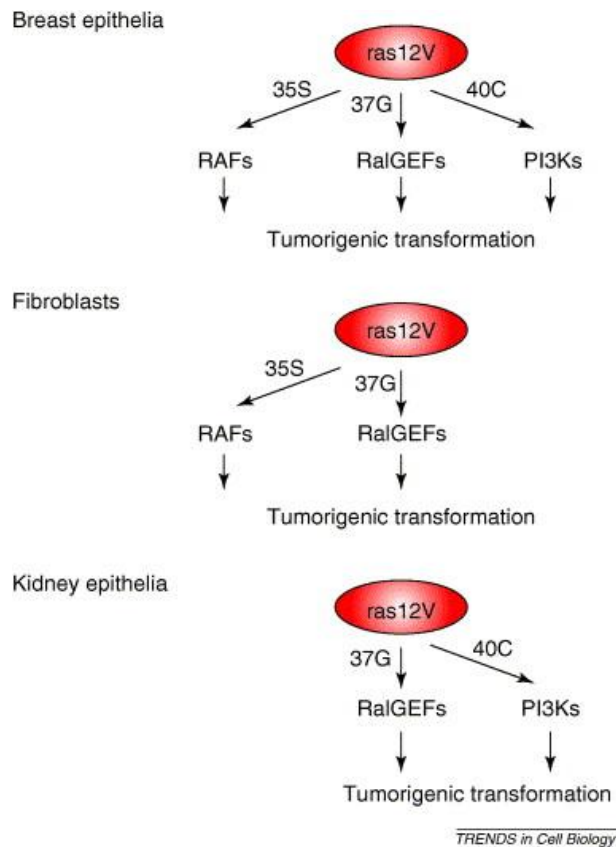 Breast epithelia
ras12V
35S 37G 40C
RAFs RalGEFs PI3Ks
Tumorigenic transformation
Fibroblasts
ras12V
35S 37G
RAFs RalGEFs
Tumorigenic transformation
Kidney epithelia
ras12V
37G 40C
RalGEFs PI3Ks
Tumorigenic transformation
TRENDS in Cell Biology